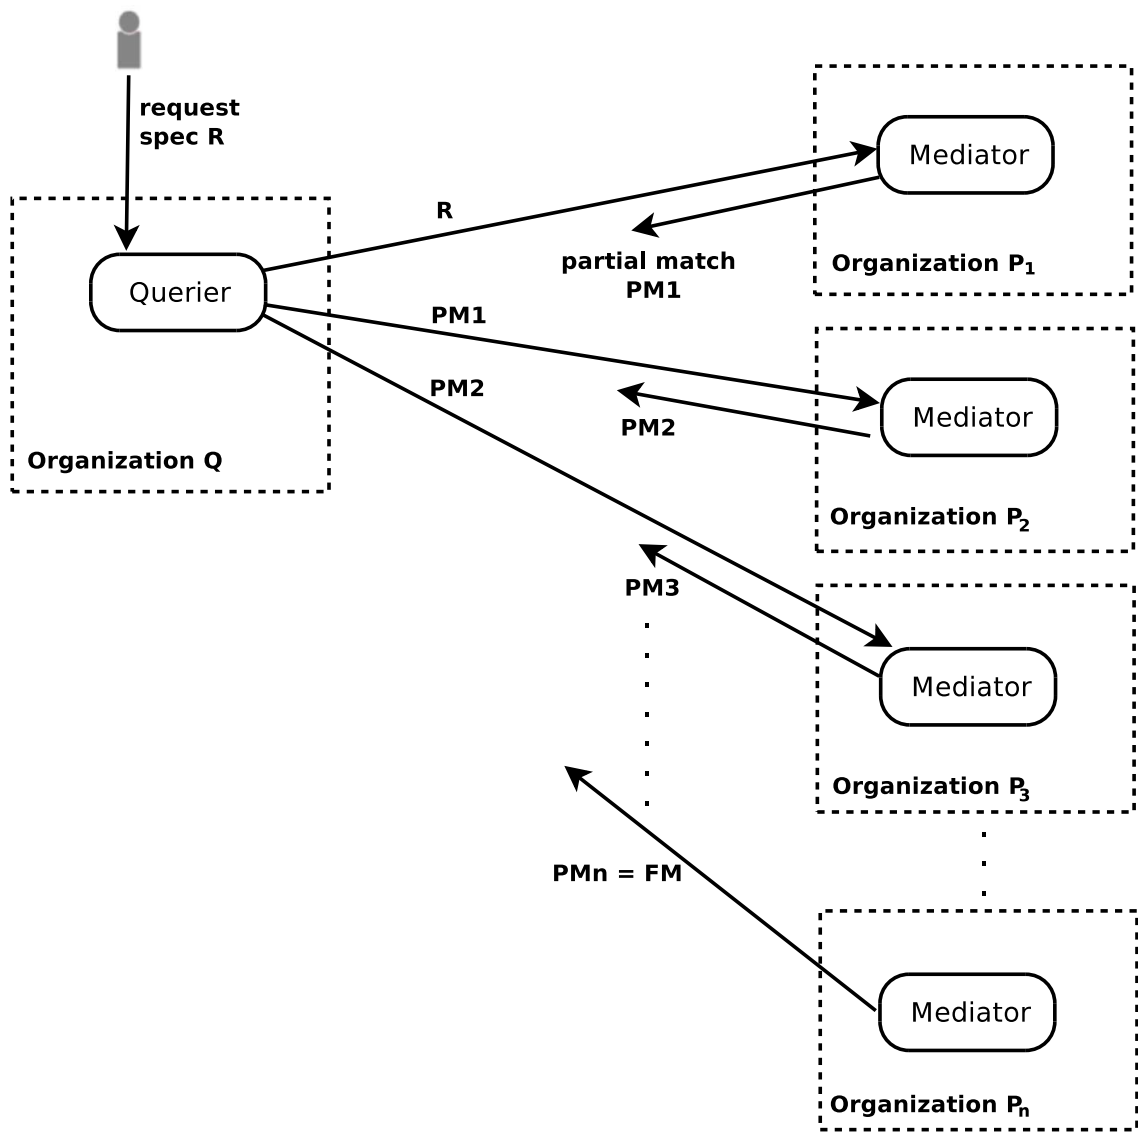 request
spec R
Mediator
R
partial match
PM1
Organization P1
Querier
PM1
PM2
PM2
Mediator
Organization Q
Organization P2
PM3
Mediator
Organization P3
PMn = FM
Mediator
Organization Pn